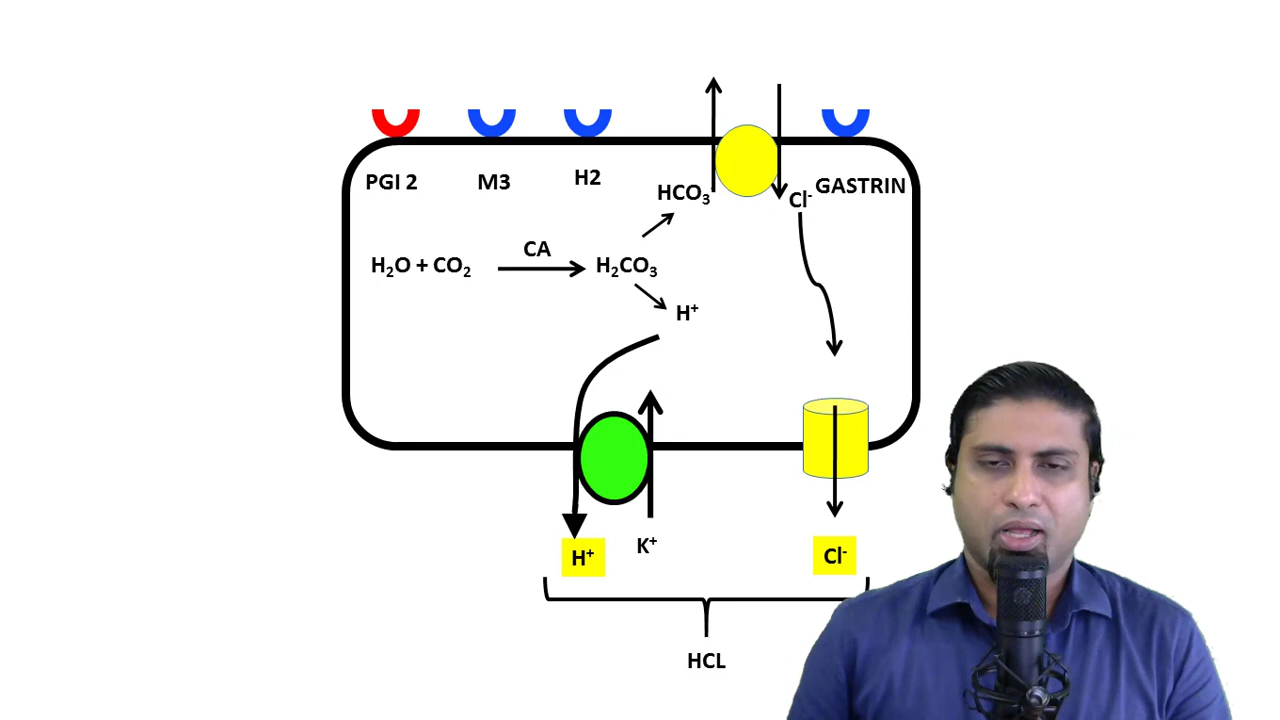 PGI 2
M3
H2
HCO₃⁻
Cl⁻
GASTRIN
H₂O + CO₂
CA
H₂CO₃
H⁺
H⁺
K⁺
Cl⁻
HCL